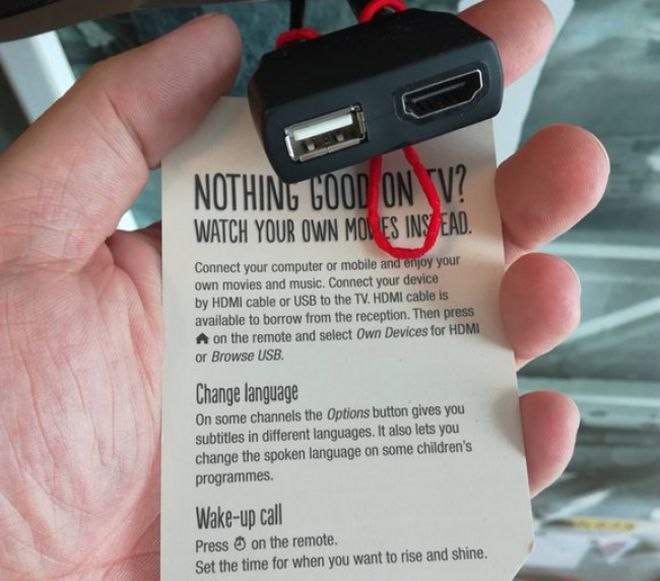 NOTHING GOOD ON TV?
WATCH YOUR OWN MOVIES INSTEAD.
Connect your computer or mobile and enjoy your
own movies and music. Connect your device
by HDMI cable or USB to the TV. HDMI cable is
available to borrow from the reception. Then press
on the remote and select Own Devices for HDMI
or Browse USB.
Change language
On some channels the Options button gives you
subtitles in different languages. It also lets you
change the spoken language on some children's
programmes.
Wake-up call
Press on the remote.
Set the time for when you want to rise and shine.